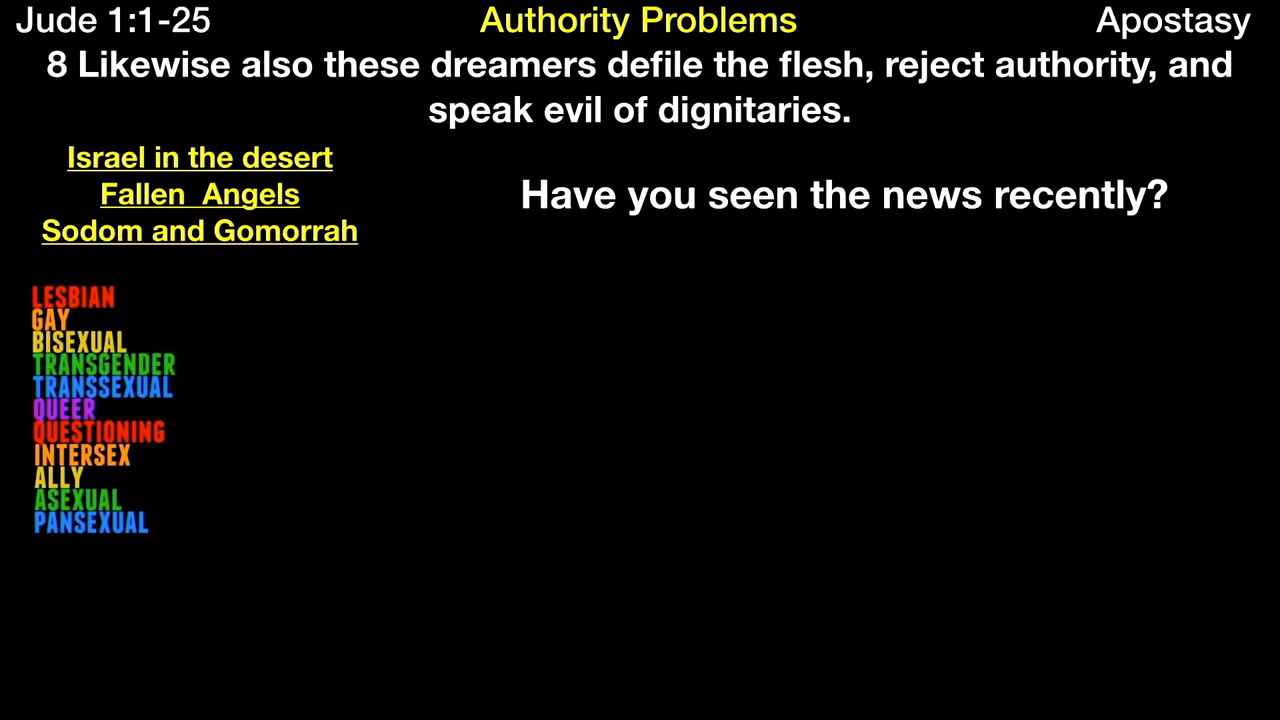 Jude 1:1-25 Authority Problems Apostasy
8 Likewise also these dreamers defile the flesh, reject authority, and
speak evil of dignitaries.
Israel in the desert
Fallen  Angels
Sodom and Gomorrah
Have you seen the news recently?
LESBIAN
GAY
BISEXUAL
TRANSGENDER
TRANSSEXUAL
QUEER
QUESTIONING
INTERSEX
ALLY
ASEXUAL
PANSEXUAL